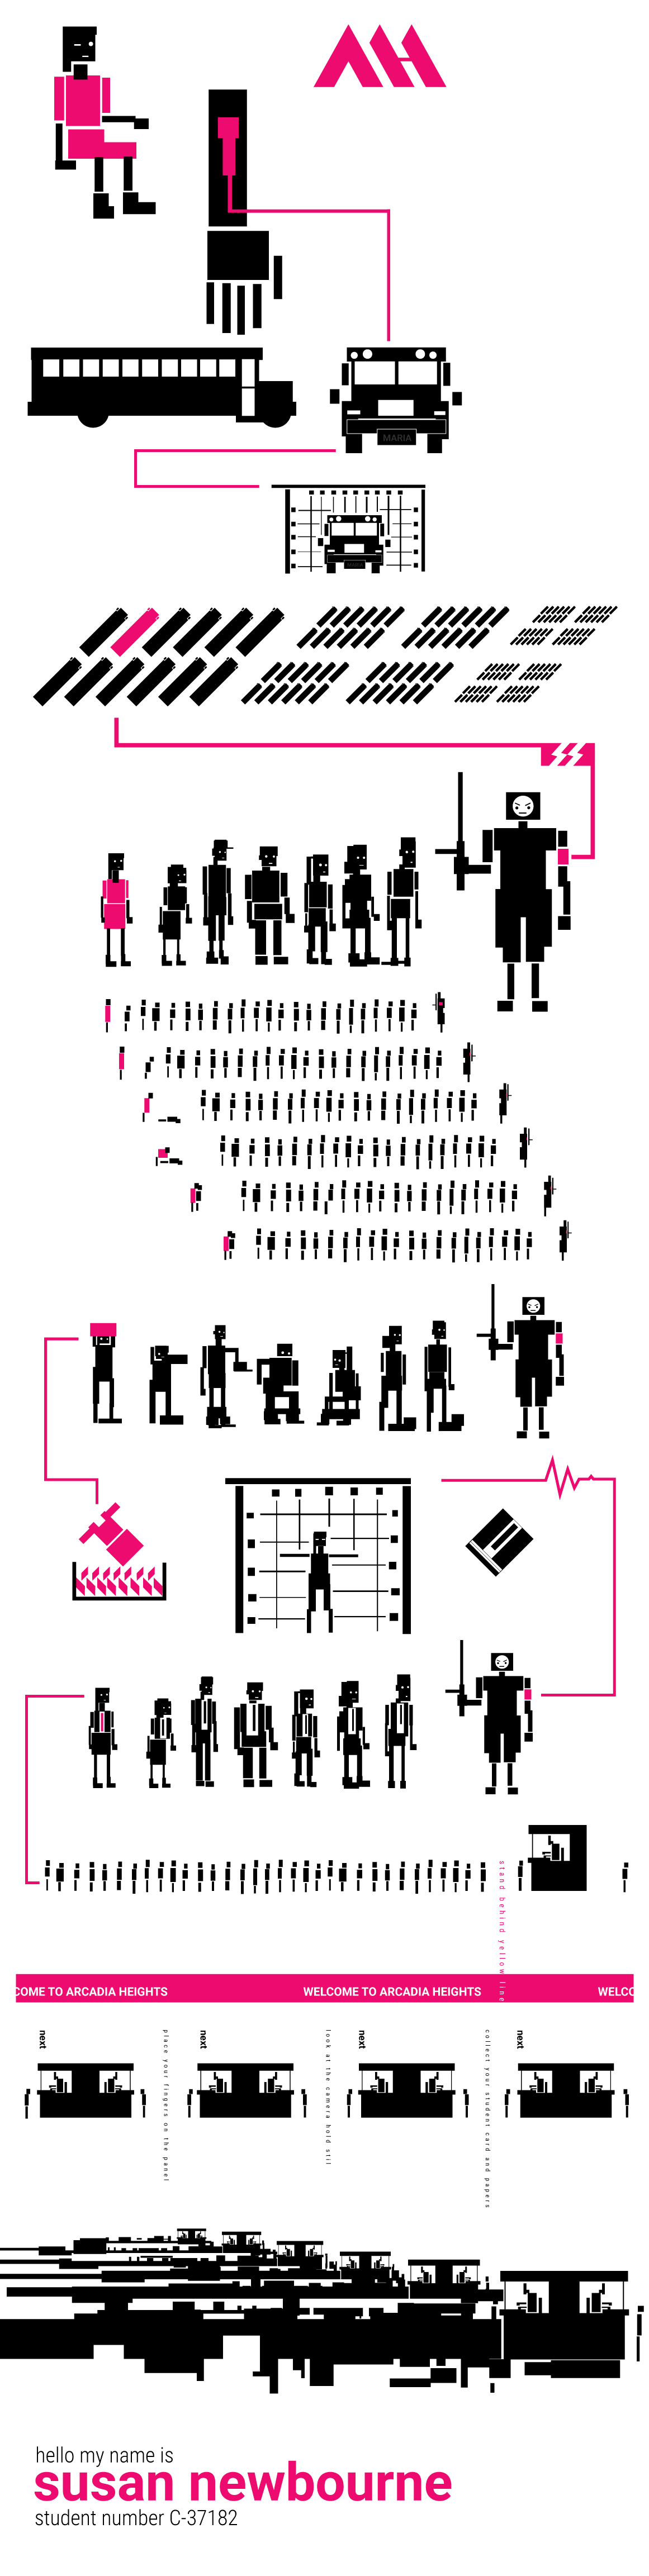 MARIA
stand behind yellow line
COME TO ARCADIA HEIGHTS
WELCOME TO ARCADIA HEIGHTS
WELCO
next
place your fingers on the panel
next
look at the camera hold stil
next
collect your student card and papers
next
hello my name is
susan newbourne
student number C-37182